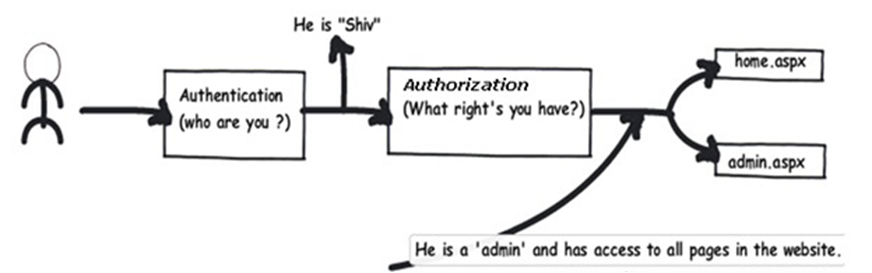 He is "Shiv"
Authentication
(who are you ?)
Authorization
(What right's you have?)
home.aspx
admin.aspx
He is a 'admin' and has access to all pages in the website.